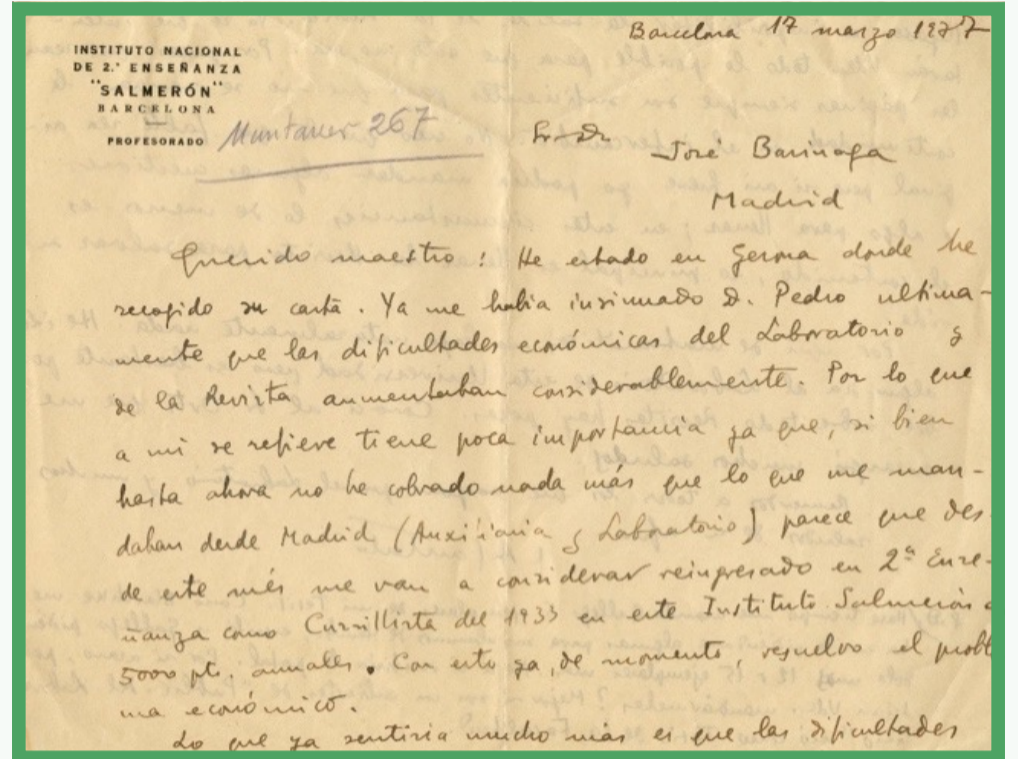 Barcelona 17 marzo 1937
INSTITUTO NACIONAL
DE 2.ª ENSEÑANZA
"SALMERÓN"
BARCELONA
PROFESORADO
Muntaner 267
Sr. Dn.
José Barinaga
Madrid
Querido maestro: He estado en Gerona donde he
recogido su carta. Ya me había insinuado D. Pedro ultima-
mente que las dificultades económicas del Laboratorio y
de la Revista aumentaban considerablemente. Por lo que
a mi se refiere tiene poca importancia ya que, si bien
hasta ahora no he cobrado nada más que lo que me man-
daban desde Madrid (Auxiliaria y Laboratorio) parece que des-
de este mes me van a considerar reingresado en 2ª Ense-
ñanza como Cursillista del 1933 en este Instituto Salmerón
5000 pts. anuales. Con esto ya, de momento, resuelvo el proble
ma económico.
Lo que ya sentiria mucho más es que las dificultades